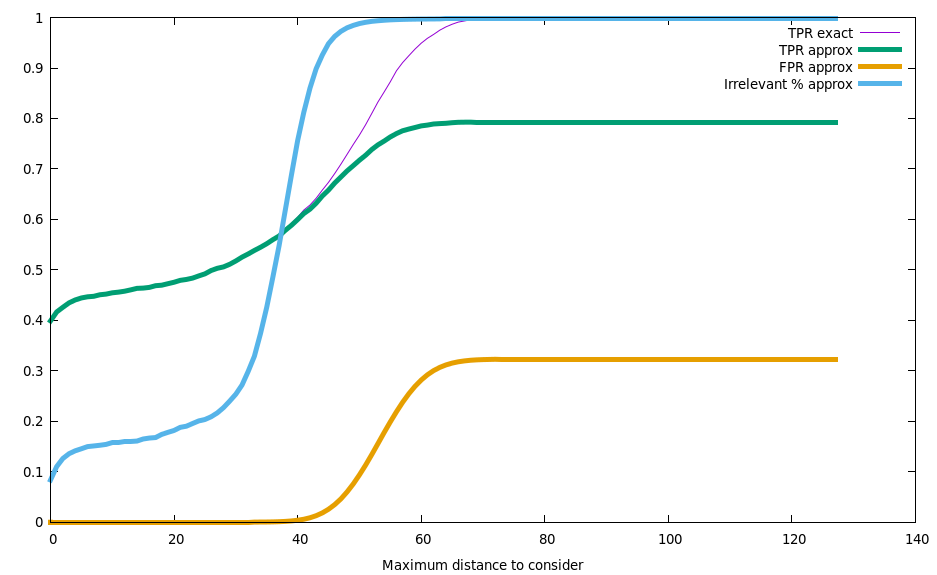 1
0.9
0.8
0.7
0.6
0.5
0.4
0.3
0.2
0.1
0
TPR exact
TPR approx
FPR approx
Irrelevant % approx
0 20 40 60 80 100 120 140
Maximum distance to consider